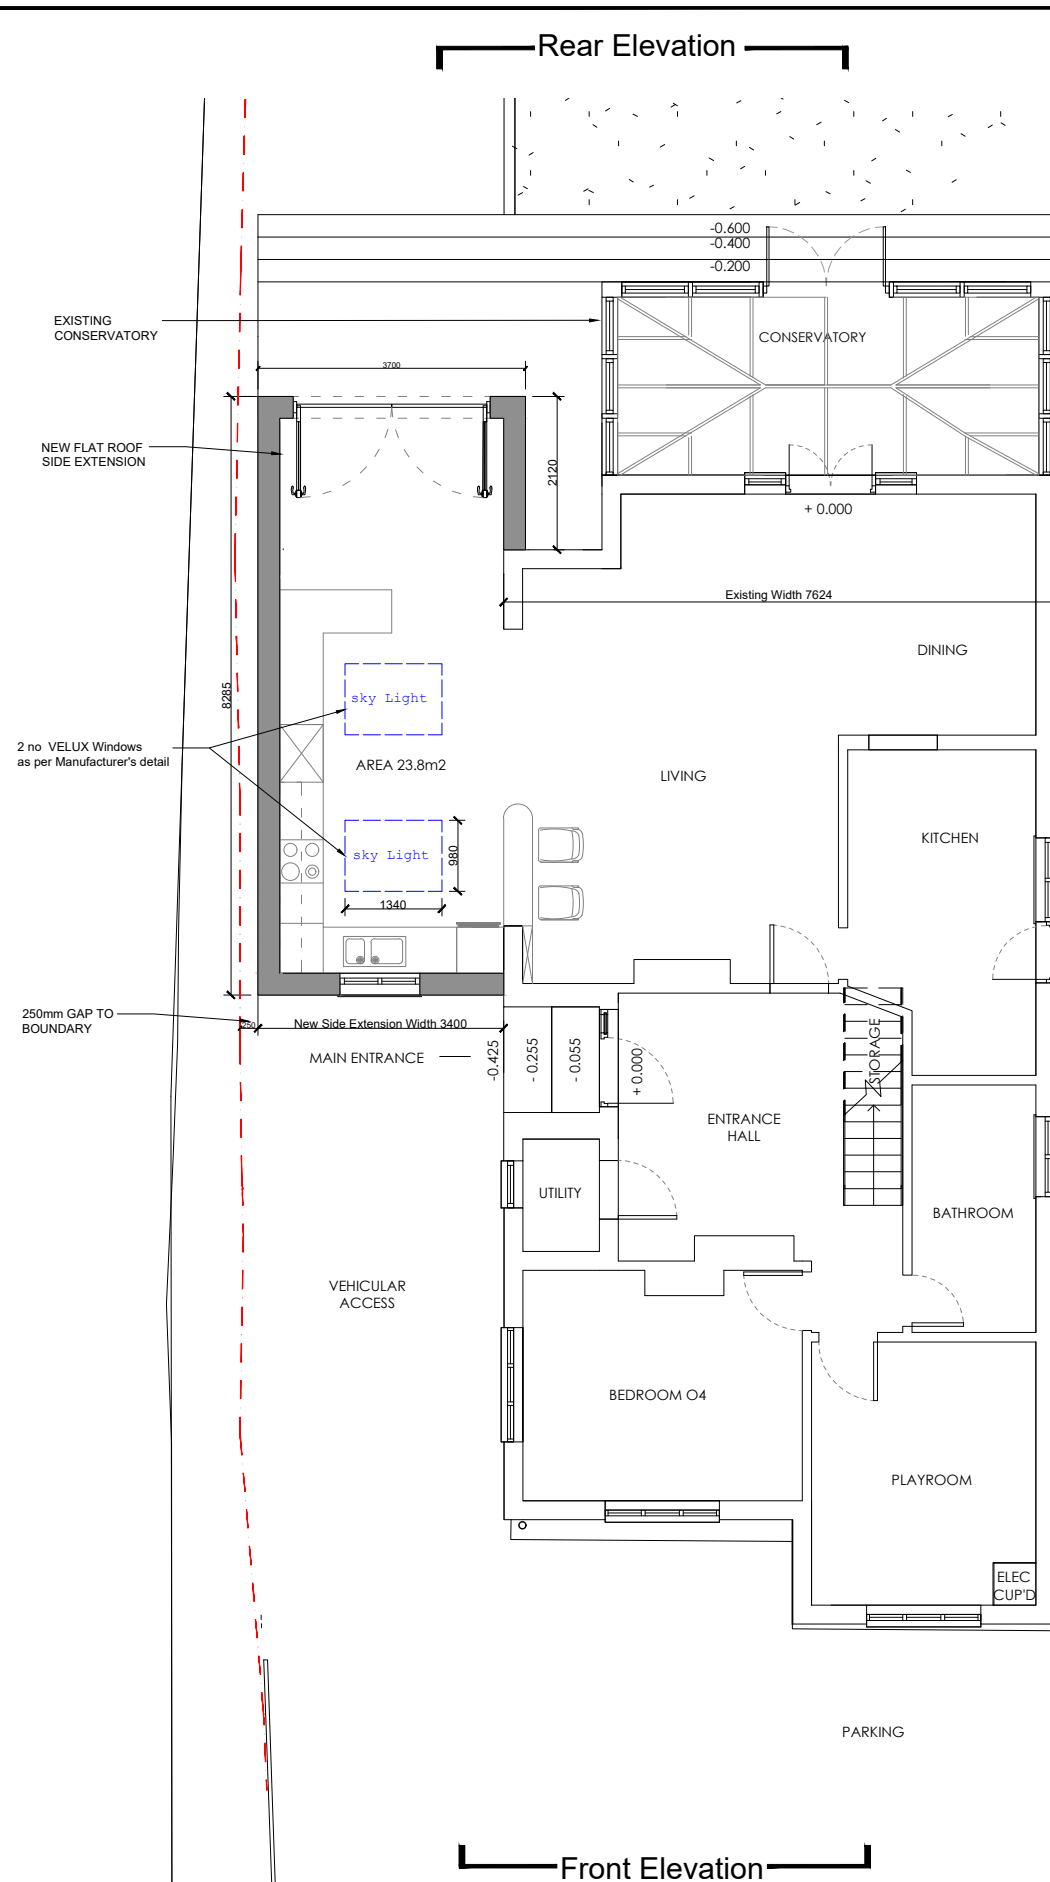 Rear Elevation
-0.600
-0.400
-0.200
EXISTING
CONSERVATORY
CONSERVATORY
3700
NEW FLAT ROOF
SIDE EXTENSION
2120
+ 0.000
Existing Width 7624
DINING
8285
sky Light
2 no VELUX Windows
as per Manufacturer's detail
AREA 23.8m2
LIVING
KITCHEN
sky Light
980
1340
250mm GAP TO
BOUNDARY
250
New Side Extension Width 3400
MAIN ENTRANCE
-0.425
- 0.255
- 0.055
+ 0.000
STORAGE
ENTRANCE
HALL
UTILITY
BATHROOM
VEHICULAR
ACCESS
BEDROOM O4
PLAYROOM
ELEC
CUP'D
PARKING
Front Elevation